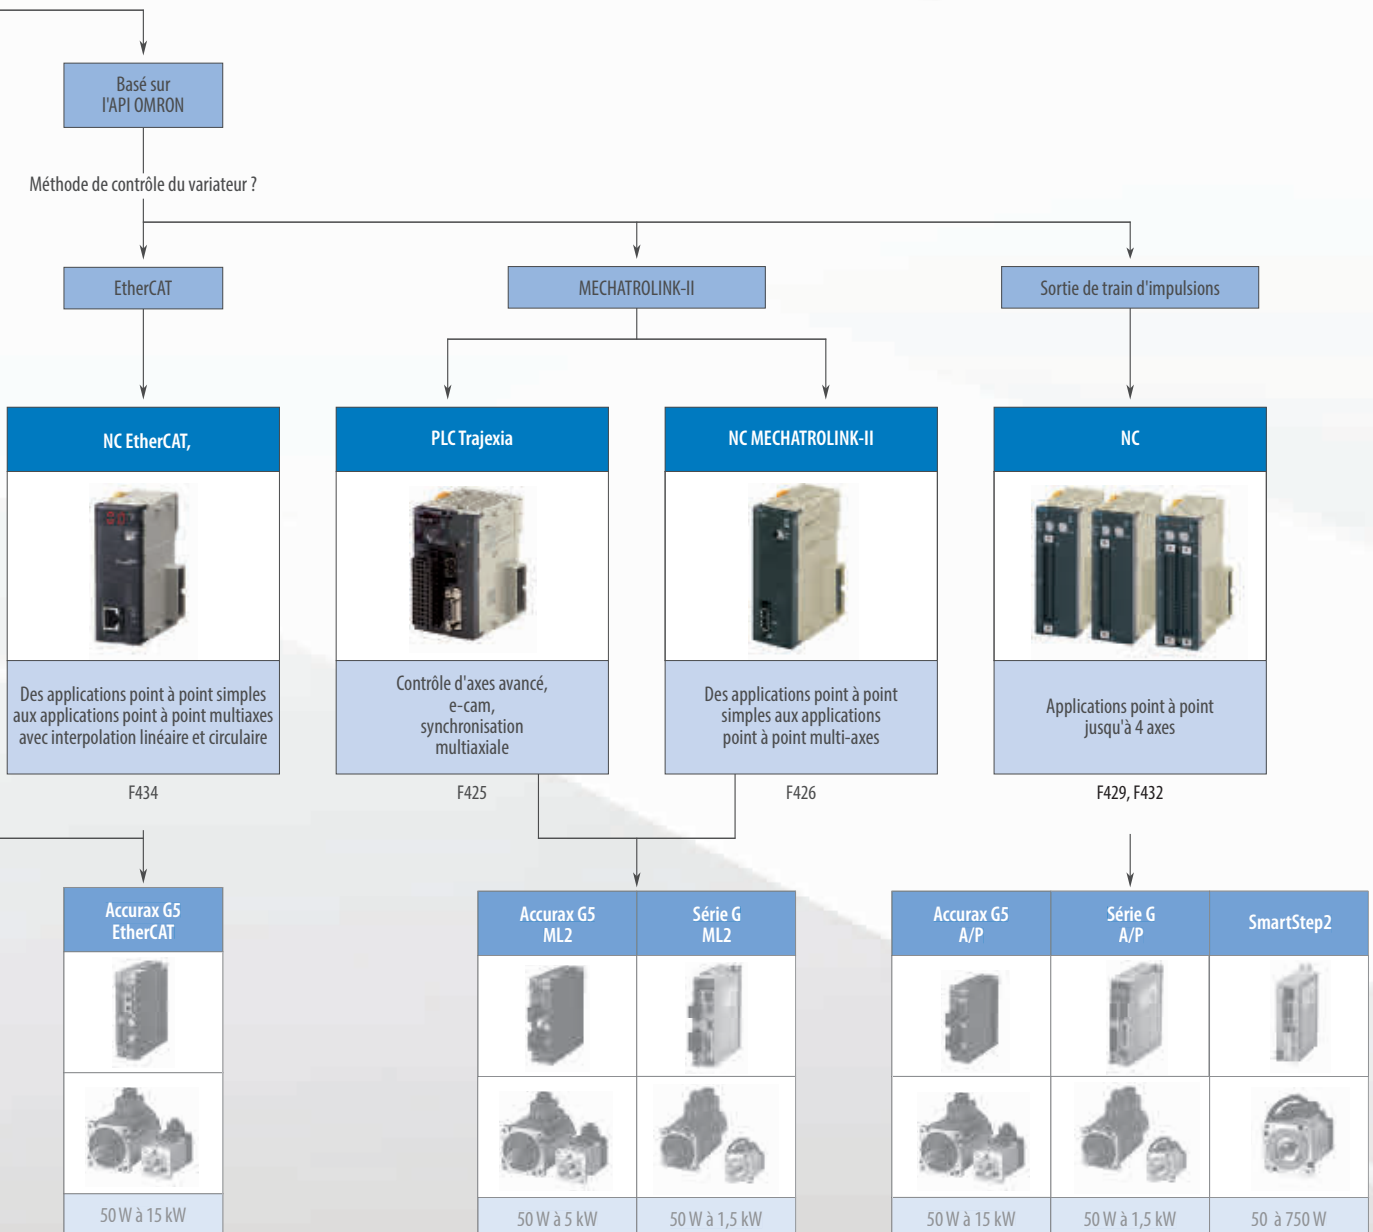 Basé sur
l'API OMRON
Méthode de contrôle du variateur ?
EtherCAT
MECHATROLINK-II
Sortie de train d'impulsions
NC EtherCAT,
PLC Trajexia
NC MECHATROLINK-II
NC
Des applications point à point simples
aux applications point à point multiaxes
avec interpolation linéaire et circulaire
Contrôle d'axes avancé,
e-cam,
synchronisation
multiaxiale
Des applications point à point
simples aux applications
point à point multi-axes
Applications point à point
jusqu'à 4 axes
F434
F425
F426
F429, F432
Accurax G5
EtherCAT
Accurax G5
ML2
Série G
ML2
Accurax G5
A/P
Série G
A/P
SmartStep2
50 W à 15 kW
50 W à 5 kW
50 W à 1,5 kW
50 W à 15 kW
50 W à 1,5 kW
50 à 750 W